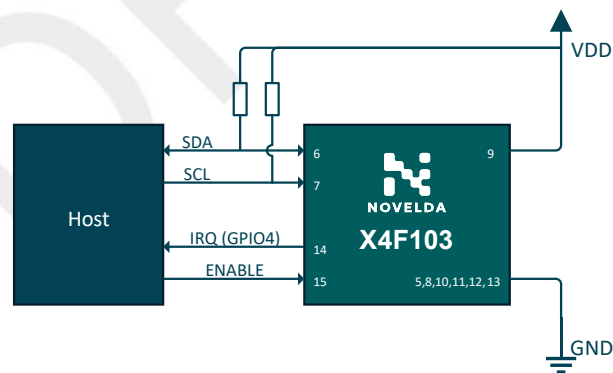 VDD
SDA
6
9
SCL
7
NOVELDA
Host
X4F103
IRQ (GPIO4)
14
ENABLE
15
5,8,10,11,12,13
GND